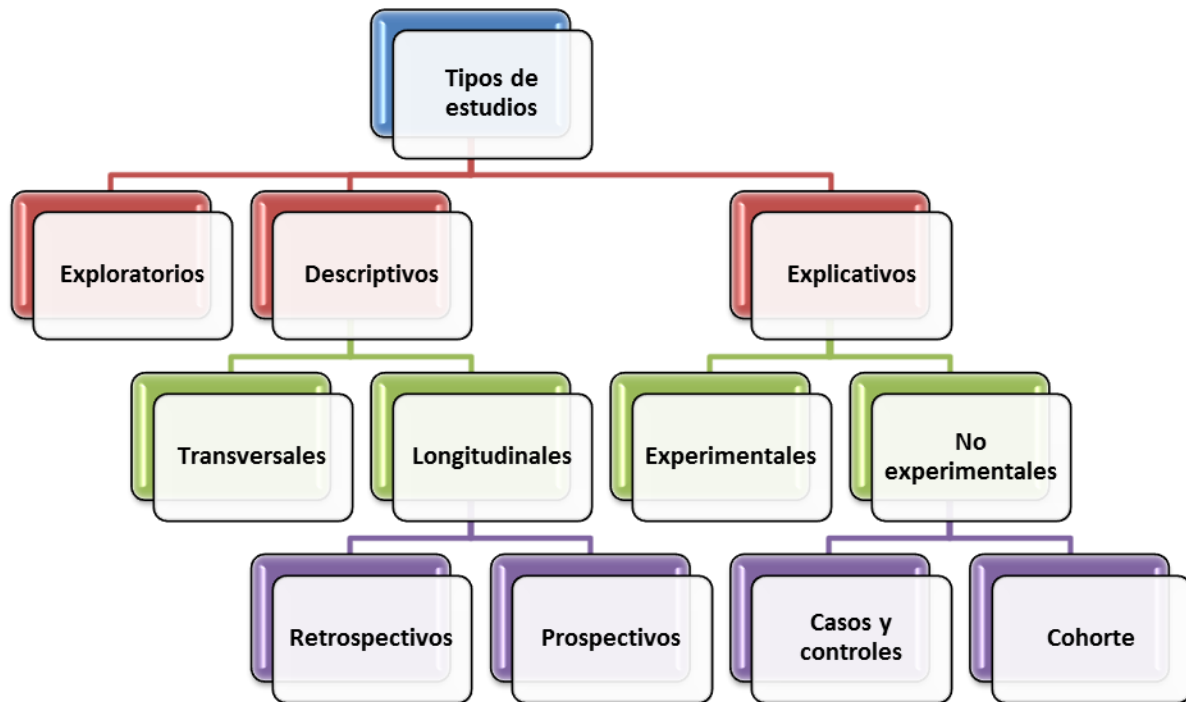 Tipos de
estudios
Exploratorios
Descriptivos
Explicativos
Transversales
Longitudinales
Experimentales
No
experimentales
Retrospectivos
Prospectivos
Casos y
controles
Cohorte